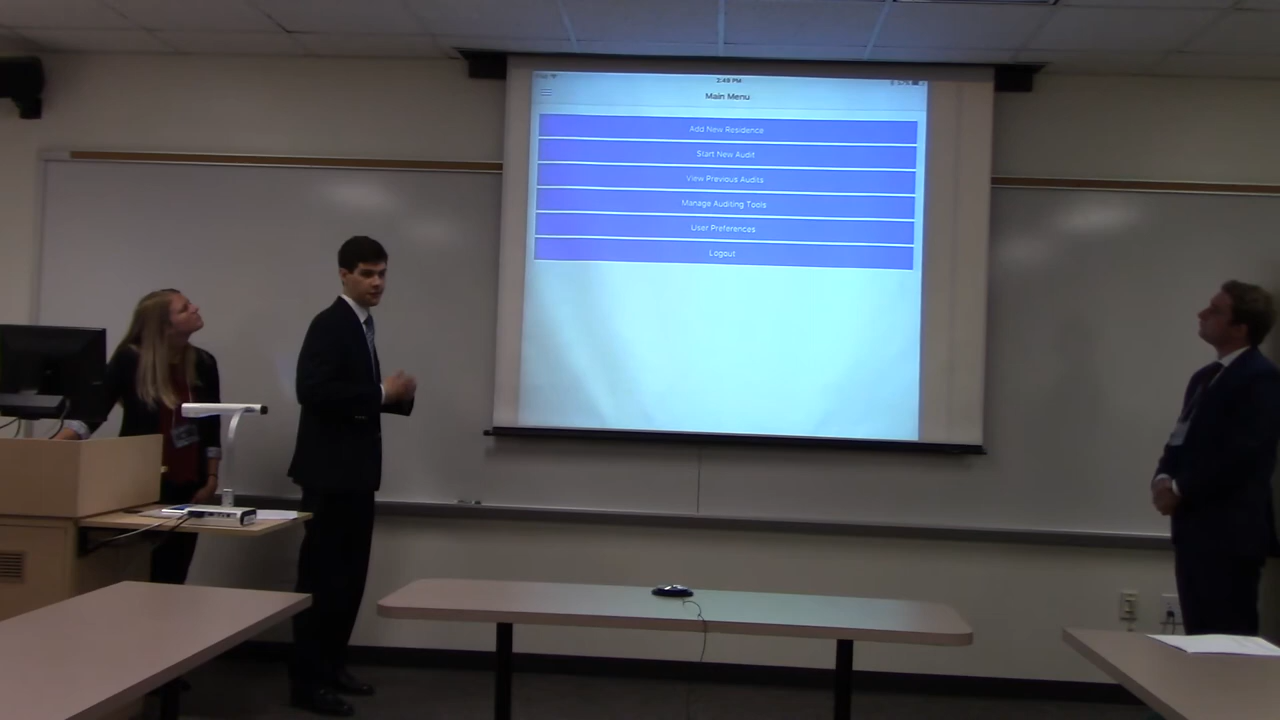 2:49 PM
Main Menu
Add New Residence
Start New Audit
View Previous Audits
Manage Auditing Tools
User Preferences
Logout